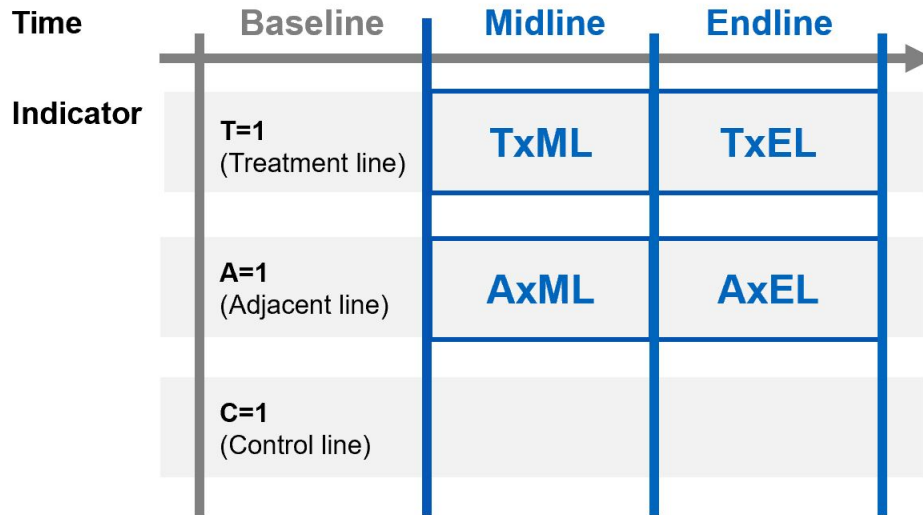 Time
Baseline
Midline
Endline
Indicator
T=1
(Treatment line)
TxML
TxEL
A=1
(Adjacent line)
AxML
AxEL
C=1
(Control line)